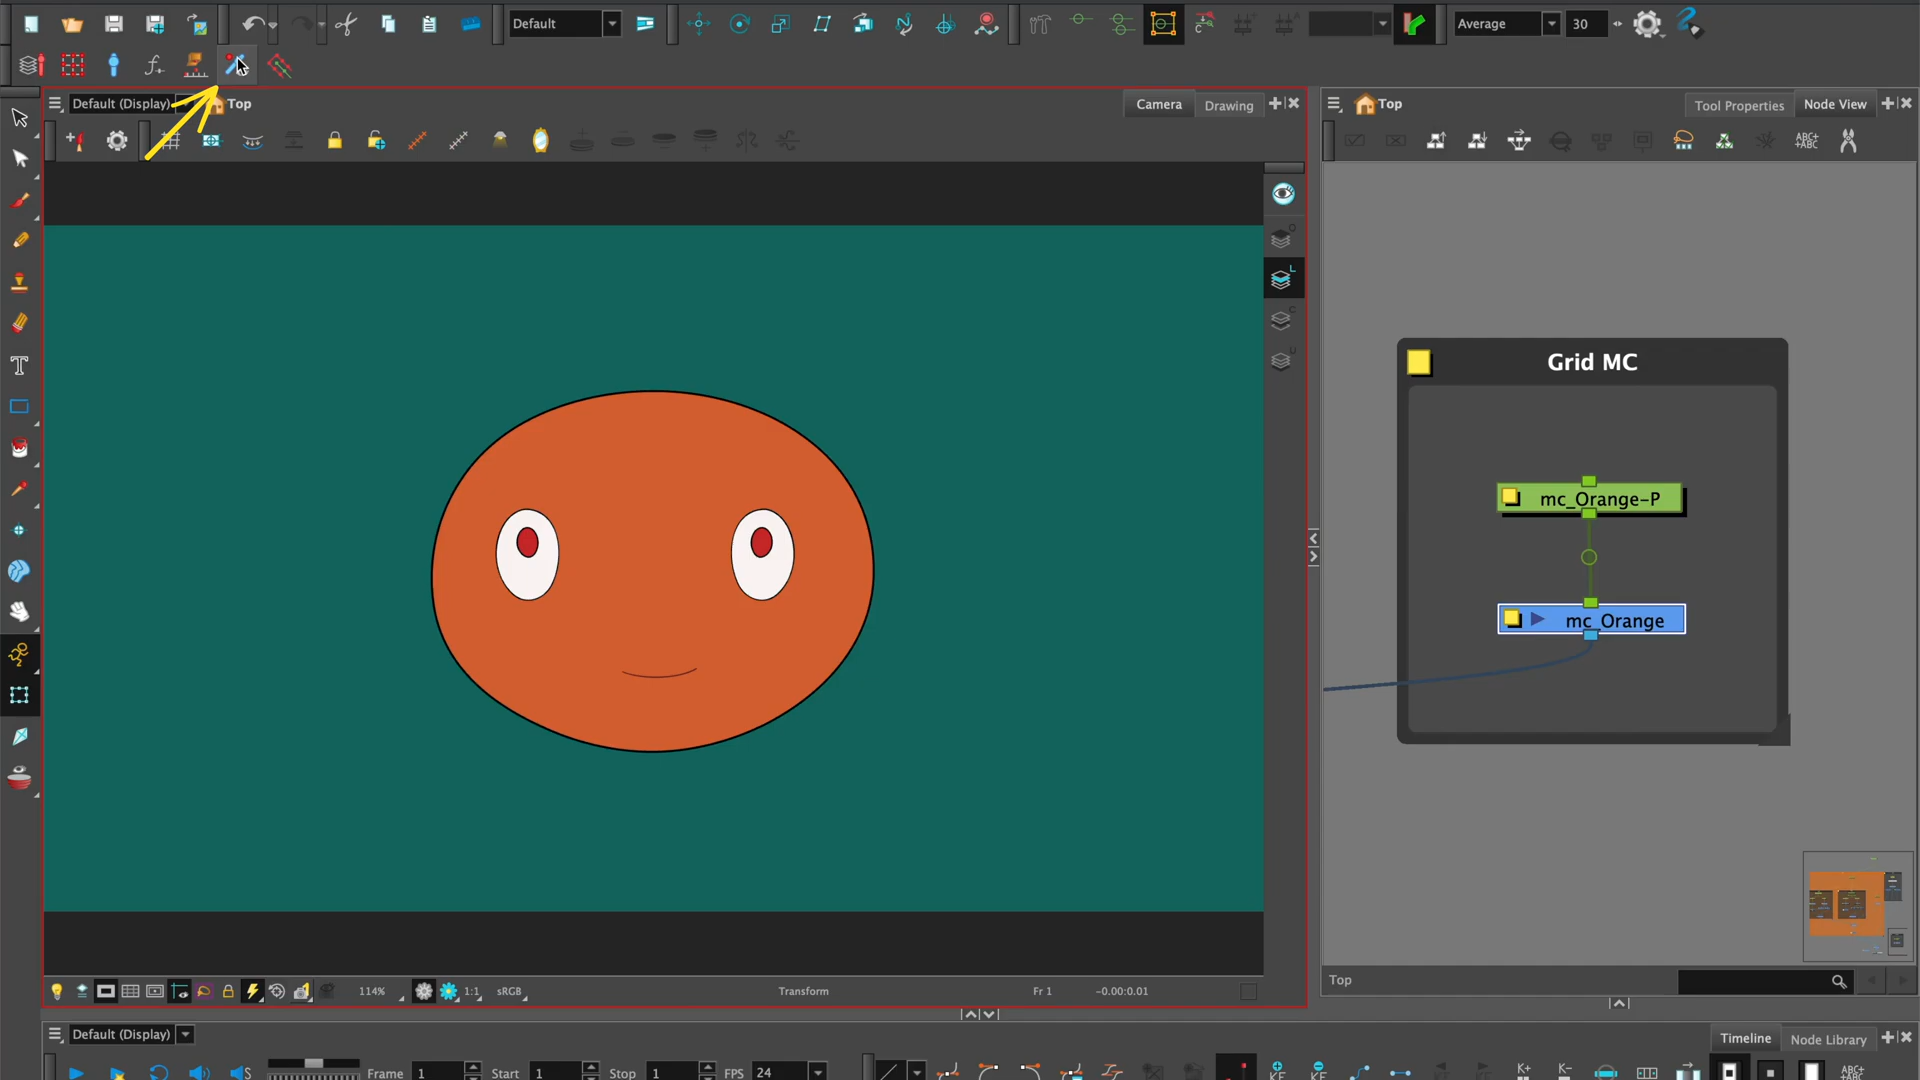 Default
Average
30
Default (Display)
Top
Camera
Drawing
Top
Tool Properties
Node View
ABC+
+ABC
O
L
C
U
Grid MC
mc_Orange-P
mc_Orange
114%
1:1
sRGB
Transform
Fr 1
-0.00:0.01
Top
Default (Display)
Timeline
Node Library
Frame 1
Start 1
Stop 1
FPS 24